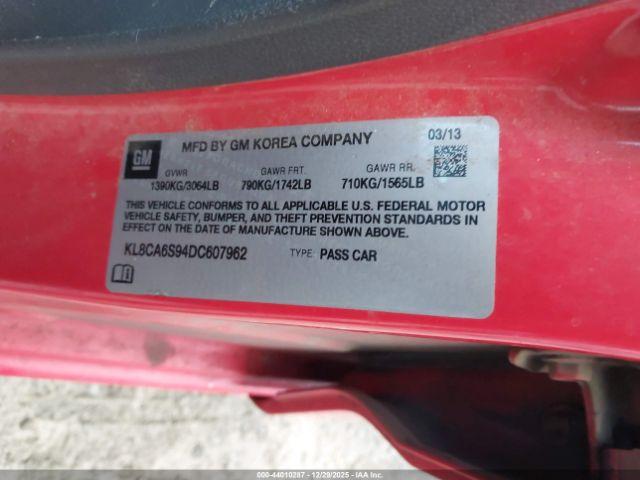 GM
MFD BY GM KOREA COMPANY
03/13
GVWR GAWR FRT. GAWR RR.
1390KG/3064LB 790KG/1742LB 710KG/1565LB
THIS VEHICLE CONFORMS TO ALL APPLICABLE U.S. FEDERAL MOTOR
VEHICLE SAFETY, BUMPER, AND THEFT PREVENTION STANDARDS IN
EFFECT ON THE DATE OF MANUFACTURE SHOWN ABOVE.
KL8CA6S94DC607962 TYPE: PASS CAR
000-44010287 - 12/29/2025 - IAAI.COM